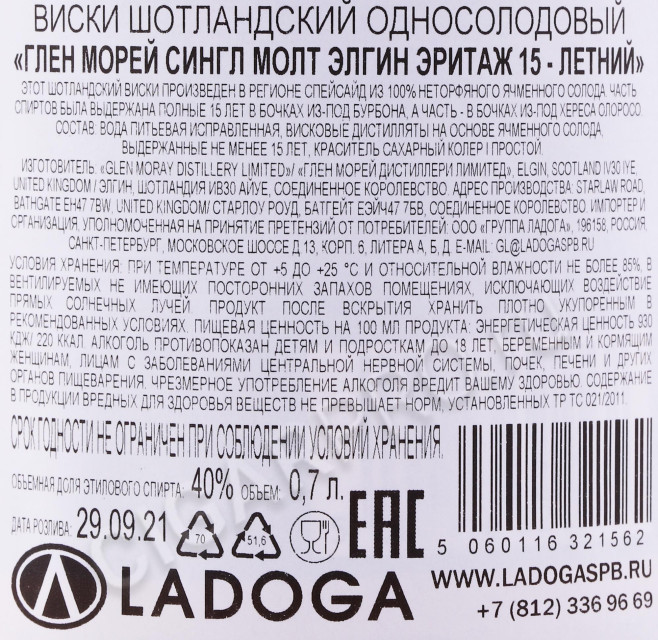 ВИСКИ ШОТЛАНДСКИЙ ОДНОСОЛОДОВЫЙ
«ГЛЕН МОРЕЙ СИНГЛ МОЛТ ЭЛГИН ЭРИТАЖ 15 - ЛЕТНИЙ»
ЭТОТ ШОТЛАНДСКИЙ ВИСКИ ПРОИЗВЕДЕН В РЕГИОНЕ СПЕЙСАЙД ИЗ 100% НЕТОРФЯНОГО ЯЧМЕННОГО СОЛОДА. ЧАСТЬ
СПИРТОВ БЫЛА ВЫДЕРЖАНА ПОЛНЫЕ 15 ЛЕТ В БОЧКАХ ИЗ-ПОД БУРБОНА, А ЧАСТЬ - В БОЧКАХ ИЗ-ПОД ХЕРЕСА ОЛОРОСО.
СОСТАВ: ВОДА ПИТЬЕВАЯ ИСПРАВЛЕННАЯ, ВИСКОВЫЕ ДИСТИЛЛЯТЫ НА ОСНОВЕ ЯЧМЕННОГО СОЛОДА,
ВЫДЕРЖАННЫЕ НЕ МЕНЕЕ 15 ЛЕТ, КРАСИТЕЛЬ САХАРНЫЙ КОЛЕР I ПРОСТОЙ.
ИЗГОТОВИТЕЛЬ: «GLEN MORAY DISTILLERY LIMITED»/ «ГЛЕН МОРЕЙ ДИСТИЛЛЕРИ ЛИМИТЕД», ELGIN, SCOTLAND IV30 IYE,
UNITED KINGDOM / ЭЛГИН, ШОТЛАНДИЯ ИВ30 АЙУЕ, СОЕДИНЕННОЕ КОРОЛЕВСТВО. АДРЕС ПРОИЗВОДСТВА: STARLAW ROAD,
BATHGATE EH47 7BW, UNITED KINGDOM/ СТАРЛОУ РОУД, БАТГЕЙТ ЕЭЙЧ47 7БВ, СОЕДИНЕННОЕ КОРОЛЕВСТВО. ИМПОРТЕР И
ОРГАНИЗАЦИЯ, УПОЛНОМОЧЕННАЯ НА ПРИНЯТИЕ ПРЕТЕНЗИЙ ОТ ПОТРЕБИТЕЛЕЙ: ООО «ГРУППА ЛАДОГА», 196158, РОССИЯ,
САНКТ-ПЕТЕРБУРГ, МОСКОВСКОЕ ШОССЕ Д. 13, КОРП. 6, ЛИТЕРА А, Б, Д. E-MAIL: GL@LADOGASPB.RU
УСЛОВИЯ ХРАНЕНИЯ: ПРИ ТЕМПЕРАТУРЕ ОТ +5 ДО +25 °С И ОТНОСИТЕЛЬНОЙ ВЛАЖНОСТИ НЕ БОЛЕЕ 85%, В
ВЕНТИЛИРУЕМЫХ НЕ ИМЕЮЩИХ ПОСТОРОННИХ ЗАПАХОВ ПОМЕЩЕНИЯХ, ИСКЛЮЧАЮЩИХ ВОЗДЕЙСТВИЕ
ПРЯМЫХ СОЛНЕЧНЫХ ЛУЧЕЙ ПРОДУКТ ПОСЛЕ ВСКРЫТИЯ ХРАНИТЬ ПЛОТНО УКУПОРЕННЫМ В
РЕКОМЕНДОВАННЫХ УСЛОВИЯХ. ПИЩЕВАЯ ЦЕННОСТЬ НА 100 МЛ ПРОДУКТА: ЭНЕРГЕТИЧЕСКАЯ ЦЕННОСТЬ 930
КДЖ/ 220 ККАЛ. АЛКОГОЛЬ ПРОТИВОПОКАЗАН ДЕТЯМ И ПОДРОСТКАМ ДО 18 ЛЕТ, БЕРЕМЕННЫМ И КОРМЯЩИМ
ЖЕНЩИНАМ, ЛИЦАМ С ЗАБОЛЕВАНИЯМИ ЦЕНТРАЛЬНОЙ НЕРВНОЙ СИСТЕМЫ, ПОЧЕК, ПЕЧЕНИ И ДРУГИХ
ОРГАНОВ ПИЩЕВАРЕНИЯ. ЧРЕЗМЕРНОЕ УПОТРЕБЛЕНИЕ АЛКОГОЛЯ ВРЕДИТ ВАШЕМУ ЗДОРОВЬЮ. СОДЕРЖАНИЕ
В ПРОДУКЦИИ ВРЕДНЫХ ДЛЯ ЗДОРОВЬЯ ВЕЩЕСТВ НЕ ПРЕВЫШАЕТ НОРМ, УСТАНОВЛЕННЫХ ТР ТС 021/2011.
СРОК ГОДНОСТИ НЕ ОГРАНИЧЕН ПРИ СОБЛЮДЕНИИ УСЛОВИЙ ХРАНЕНИЯ.
ОБЪЕМНАЯ ДОЛЯ ЭТИЛОВОГО СПИРТА: 40% ОБЪЕМ: 0,7 Л.
ДАТА РОЗЛИВА: 29.09.21
70
51,6
EAC
5 060116 321562
LADOGA
WWW.LADOGASPB.RU
+7 (812) 336 96 69